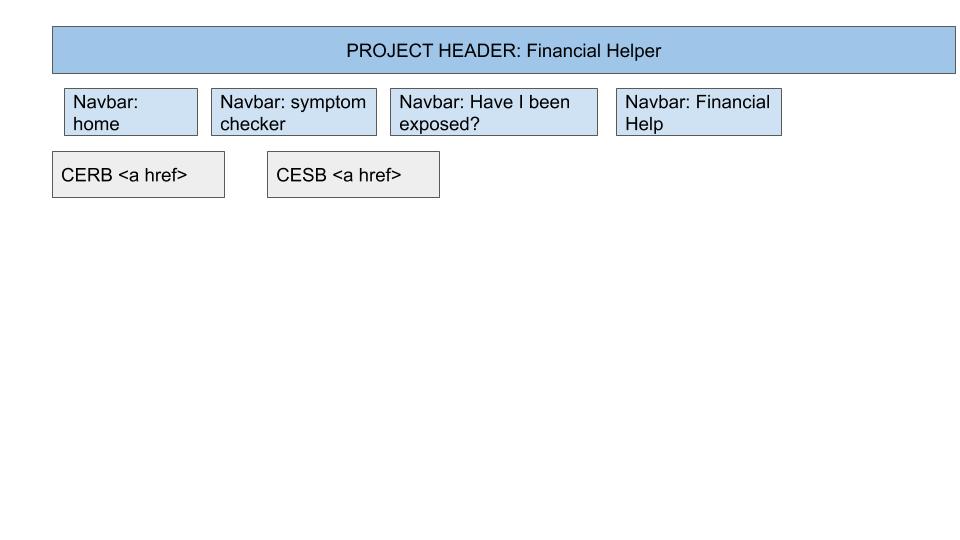 PROJECT HEADER: Financial Helper
Navbar:
home
Navbar: symptom
checker
Navbar: Have I been
exposed?
Navbar: Financial
Help
CERB <a href>
CESB <a href>